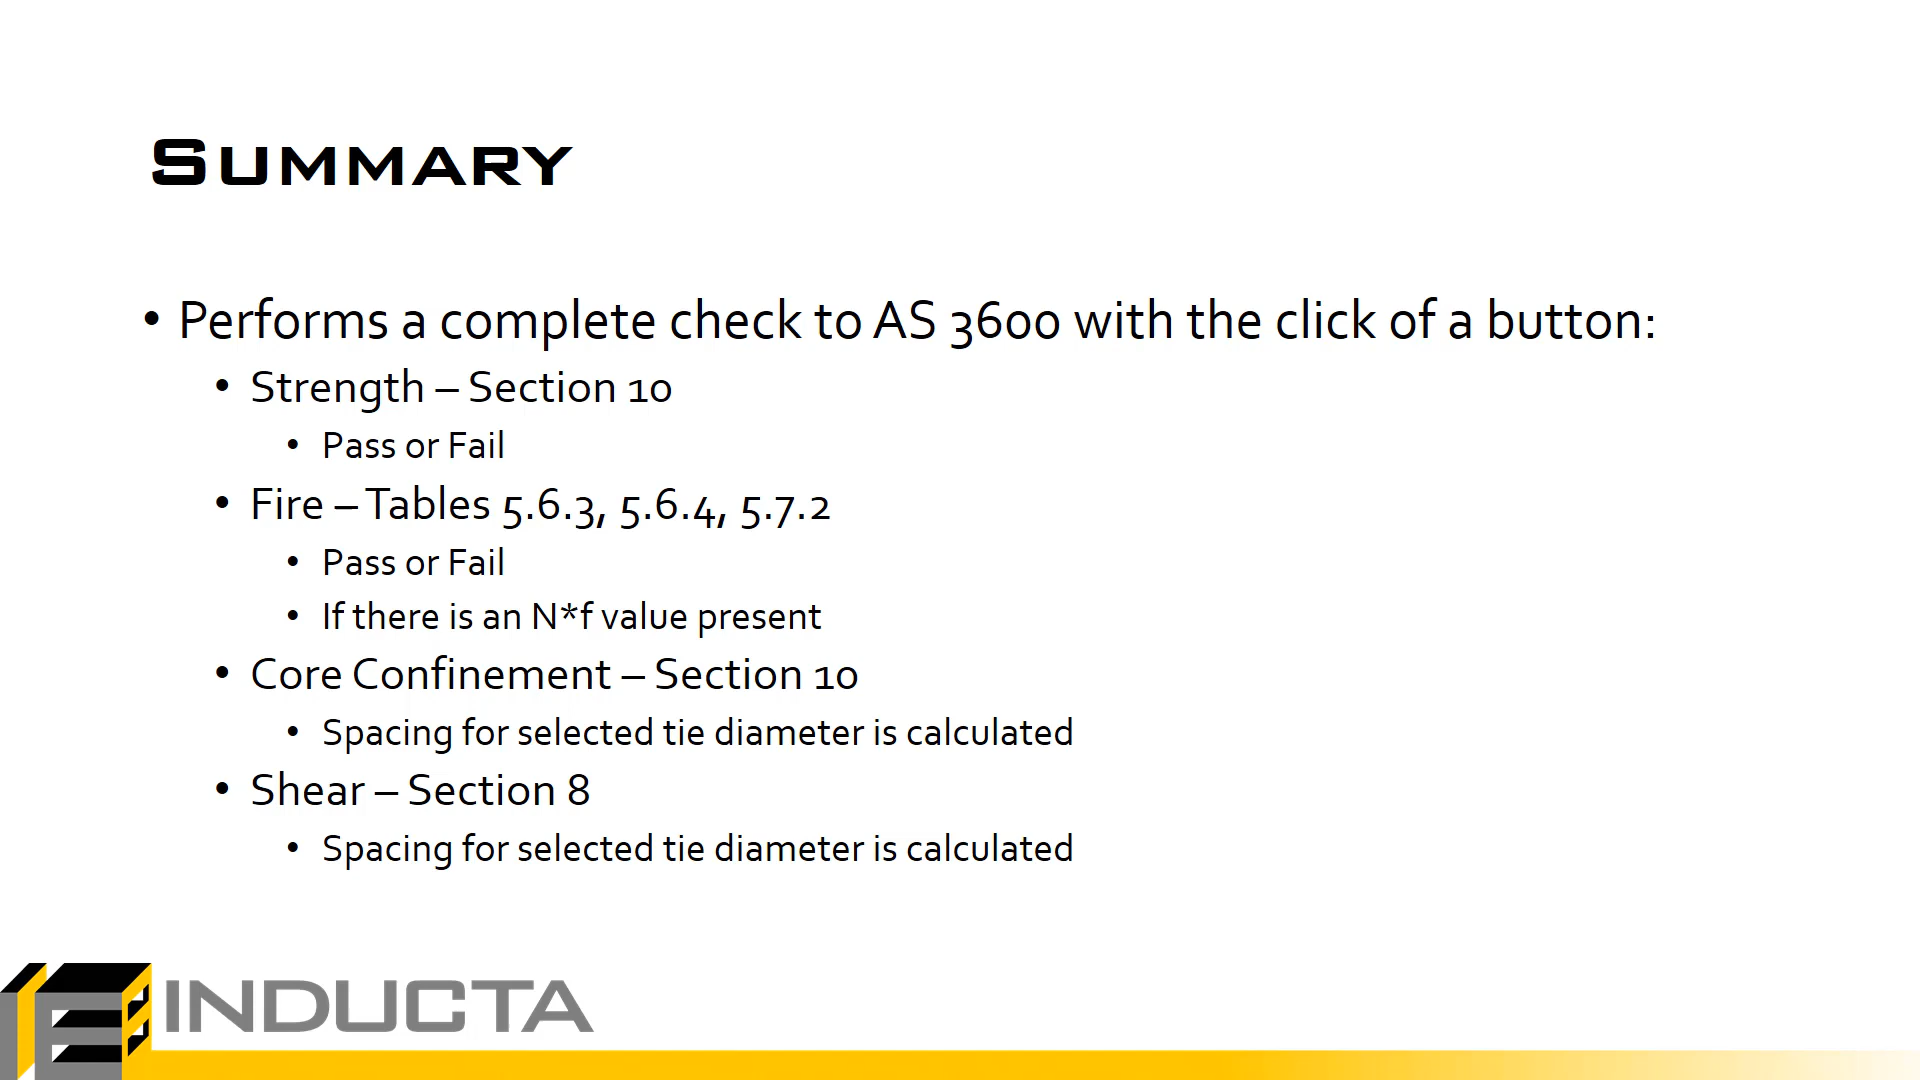 SUMMARY
• Performs a complete check to AS 3600 with the click of a button:
• Strength – Section 10
• Pass or Fail
• Fire – Tables 5.6.3, 5.6.4, 5.7.2
• Pass or Fail
• If there is an N*f value present
• Core Confinement – Section 10
• Spacing for selected tie diameter is calculated
• Shear – Section 8
• Spacing for selected tie diameter is calculated
INDUCTA